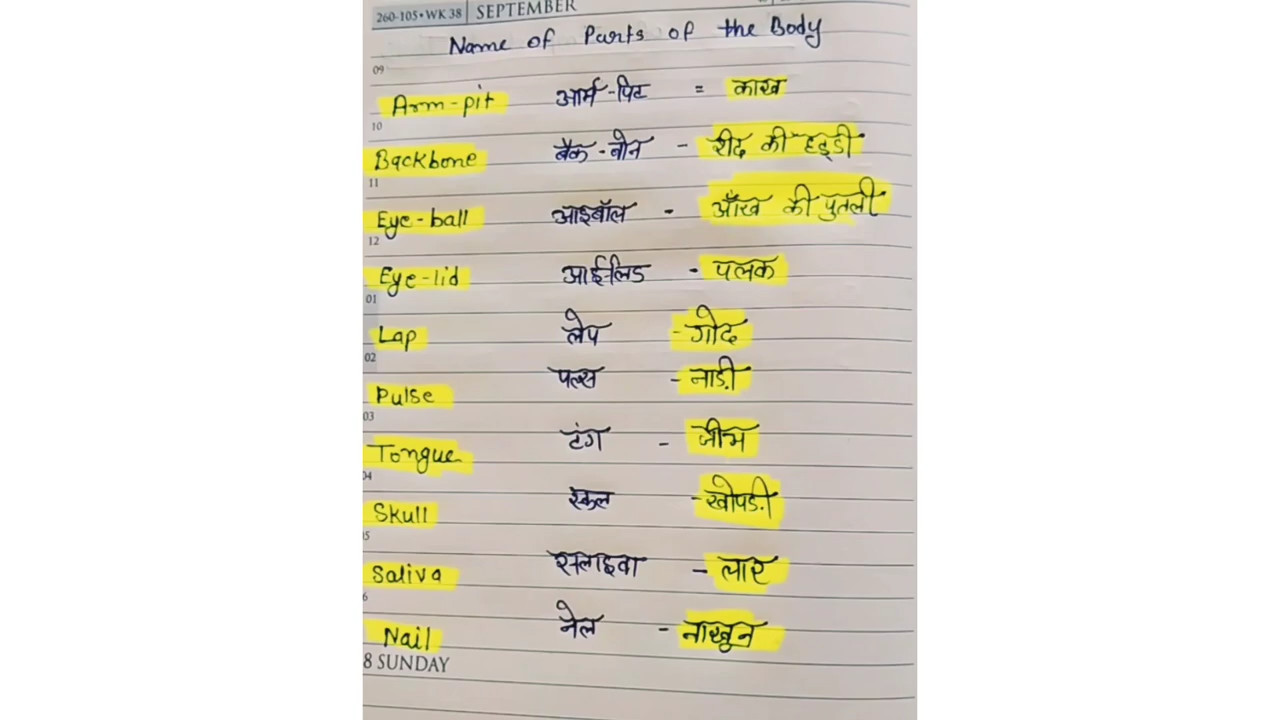 260-105•WK 38 SEPTEMBER
Name of Parts of the Body
09
Arm-pit आर्म-पिट = काख
10
Backbone बैक-बोन - रीद की हड्डी
11
Eye-ball आइबॉल - आँख की पुतली
12
Eye-lid आईलिड - पलक
01
Lap लेप - गोद
02
Pulse पल्स - नाड़ी
03
Tongue टंग - जीभ
04
Skull स्कल - खोपड़ी
5
Saliva स्लाइवा - लार
6
Nail नेल - नाखून
8 SUNDAY